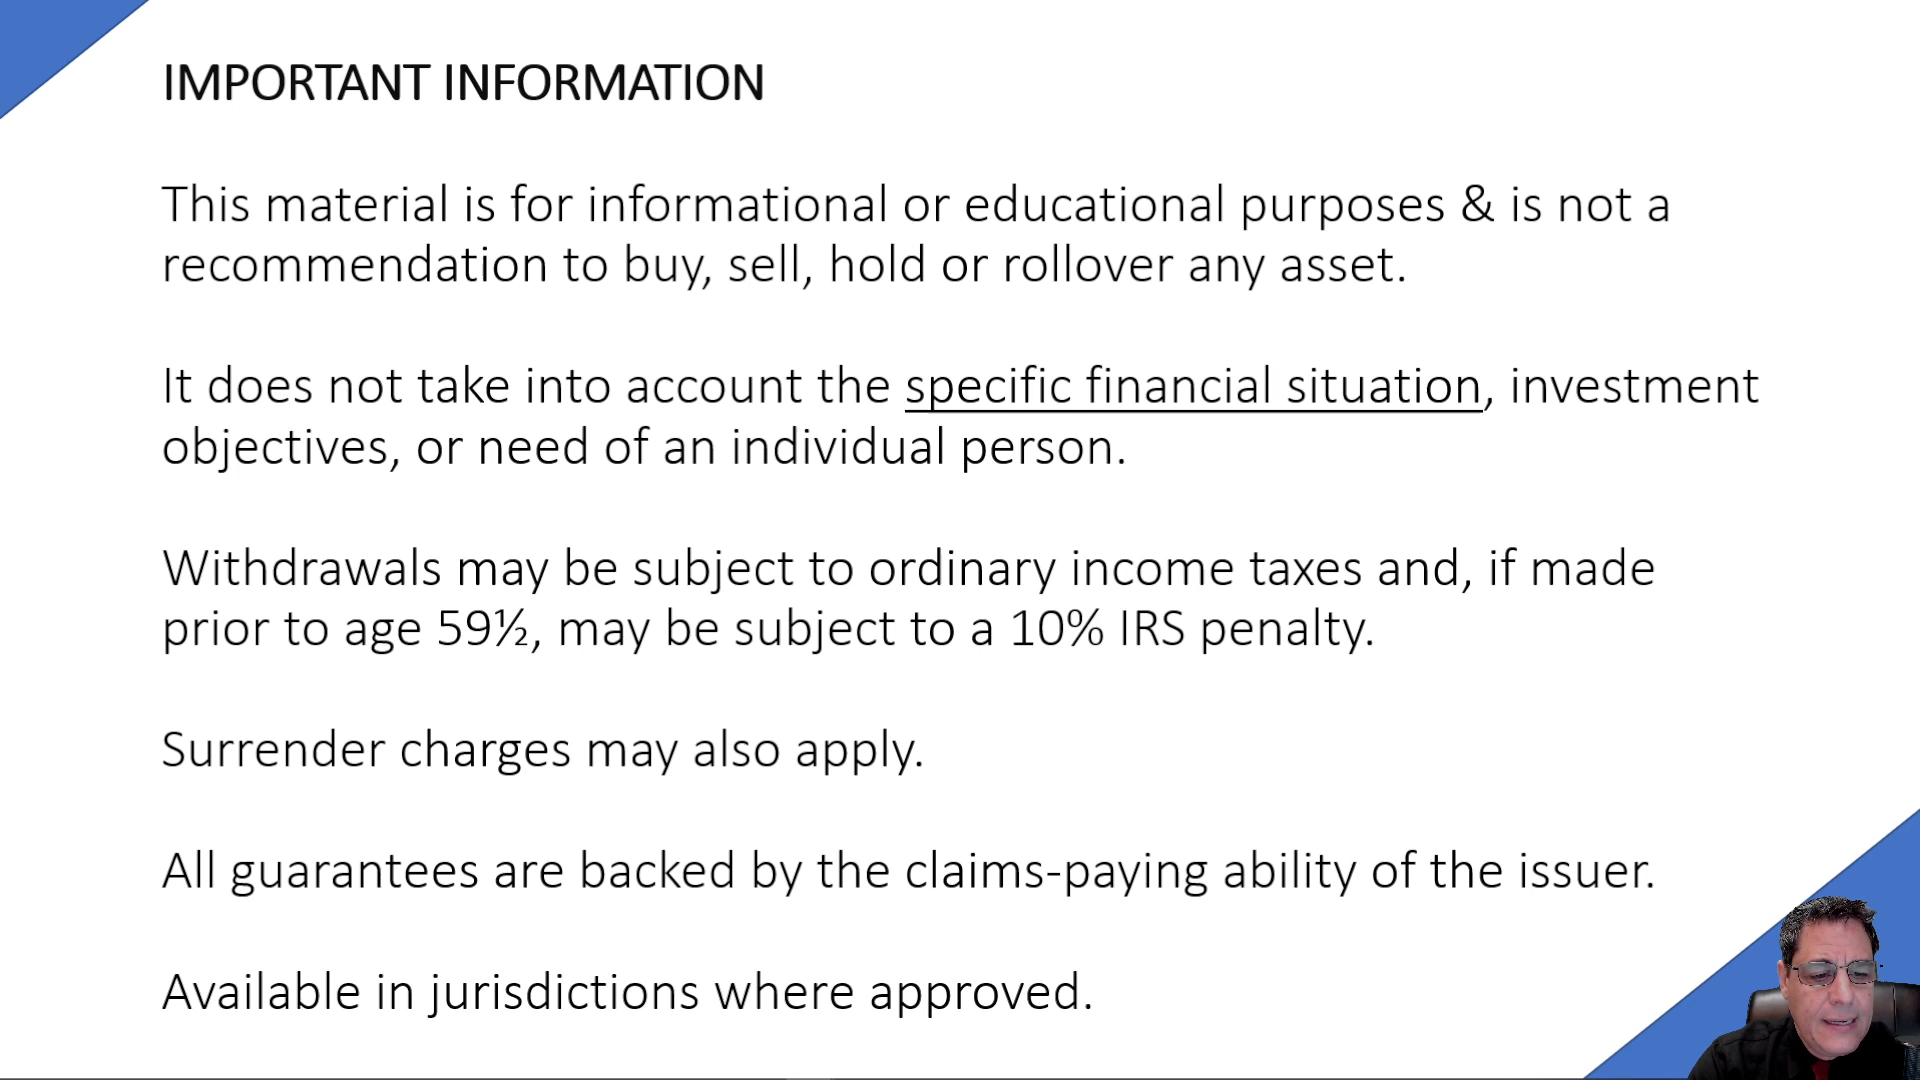 IMPORTANT INFORMATION
This material is for informational or educational purposes & is not a
recommendation to buy, sell, hold or rollover any asset.
It does not take into account the specific financial situation, investment
objectives, or need of an individual person.
Withdrawals may be subject to ordinary income taxes and, if made
prior to age 59½, may be subject to a 10% IRS penalty.
Surrender charges may also apply.
All guarantees are backed by the claims-paying ability of the issuer.
Available in jurisdictions where approved.